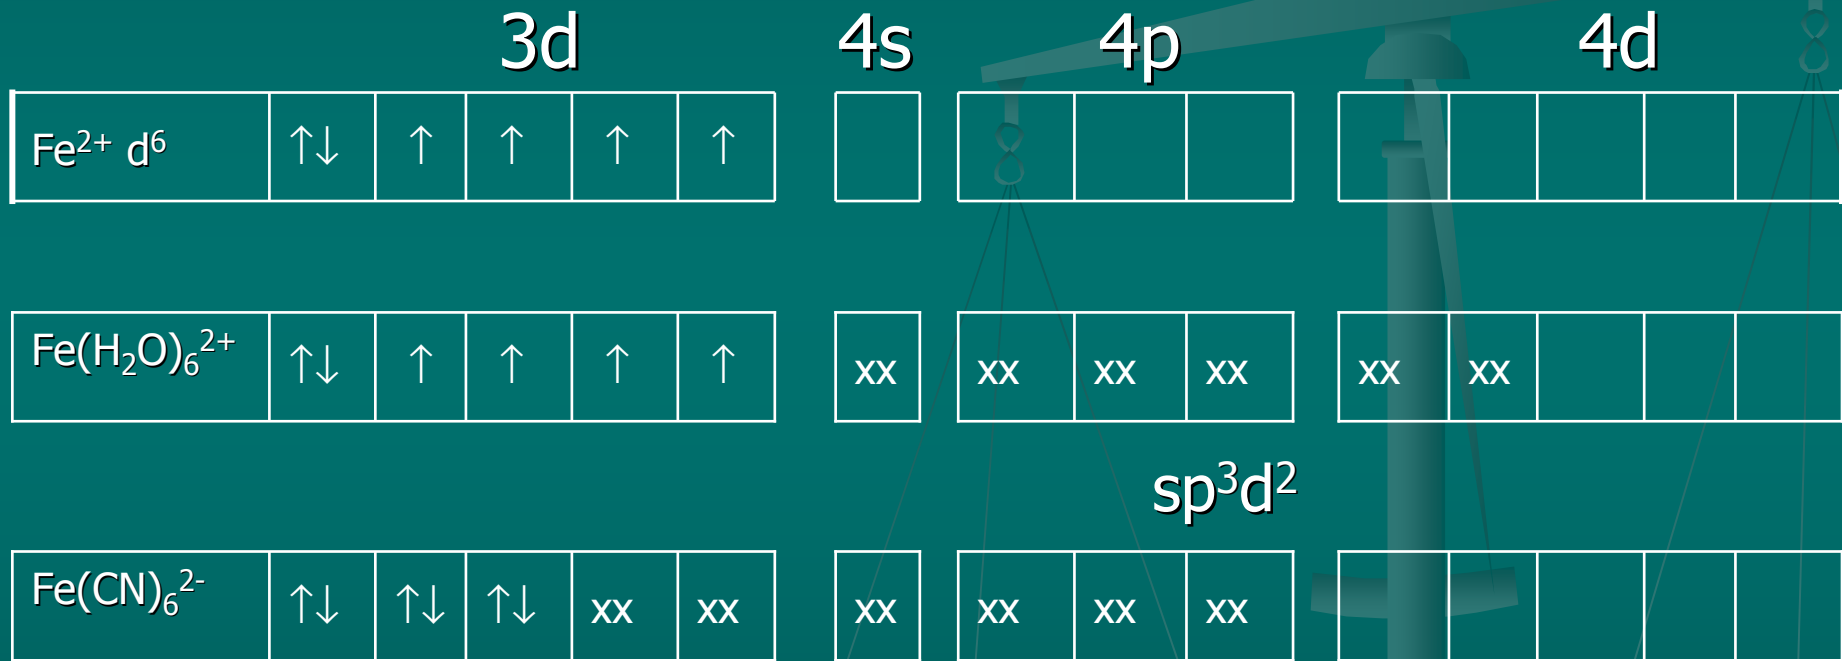 3d 4s 4p 4d
Fe²⁺ d⁶ ↑↓ ↑ ↑ ↑ ↑
Fe(H₂O)₆²⁺ ↑↓ ↑ ↑ ↑ ↑ xx xx xx xx xx xx
sp³d²
Fe(CN)₆²⁻ ↑↓ ↑↓ ↑↓ xx xx xx xx xx xx